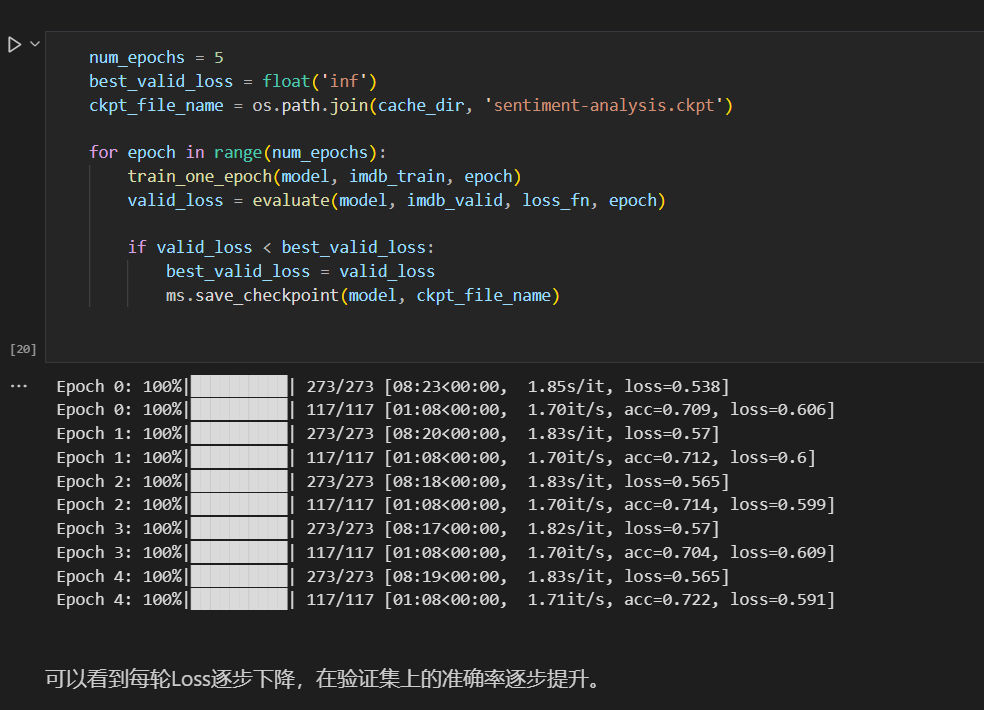 num_epochs = 5
best_valid_loss = float('inf')
ckpt_file_name = os.path.join(cache_dir, 'sentiment-analysis.ckpt')
for epoch in range(num_epochs):
train_one_epoch(model, imdb_train, epoch)
valid_loss = evaluate(model, imdb_valid, loss_fn, epoch)
if valid_loss < best_valid_loss:
best_valid_loss = valid_loss
ms.save_checkpoint(model, ckpt_file_name)
[20]
Epoch 0: 100%|██████████| 273/273 [08:23<00:00,  1.85s/it, loss=0.538]
Epoch 0: 100%|██████████| 117/117 [01:08<00:00,  1.70it/s, acc=0.709, loss=0.606]
Epoch 1: 100%|██████████| 273/273 [08:20<00:00,  1.83s/it, loss=0.57]
Epoch 1: 100%|██████████| 117/117 [01:08<00:00,  1.70it/s, acc=0.712, loss=0.6]
Epoch 2: 100%|██████████| 273/273 [08:18<00:00,  1.83s/it, loss=0.565]
Epoch 2: 100%|██████████| 117/117 [01:08<00:00,  1.70it/s, acc=0.714, loss=0.599]
Epoch 3: 100%|██████████| 273/273 [08:17<00:00,  1.82s/it, loss=0.57]
Epoch 3: 100%|██████████| 117/117 [01:08<00:00,  1.70it/s, acc=0.704, loss=0.609]
Epoch 4: 100%|██████████| 273/273 [08:19<00:00,  1.83s/it, loss=0.565]
Epoch 4: 100%|██████████| 117/117 [01:08<00:00,  1.71it/s, acc=0.722, loss=0.591]
可以看到每轮Loss逐步下降，在验证集上的准确率逐步提升。